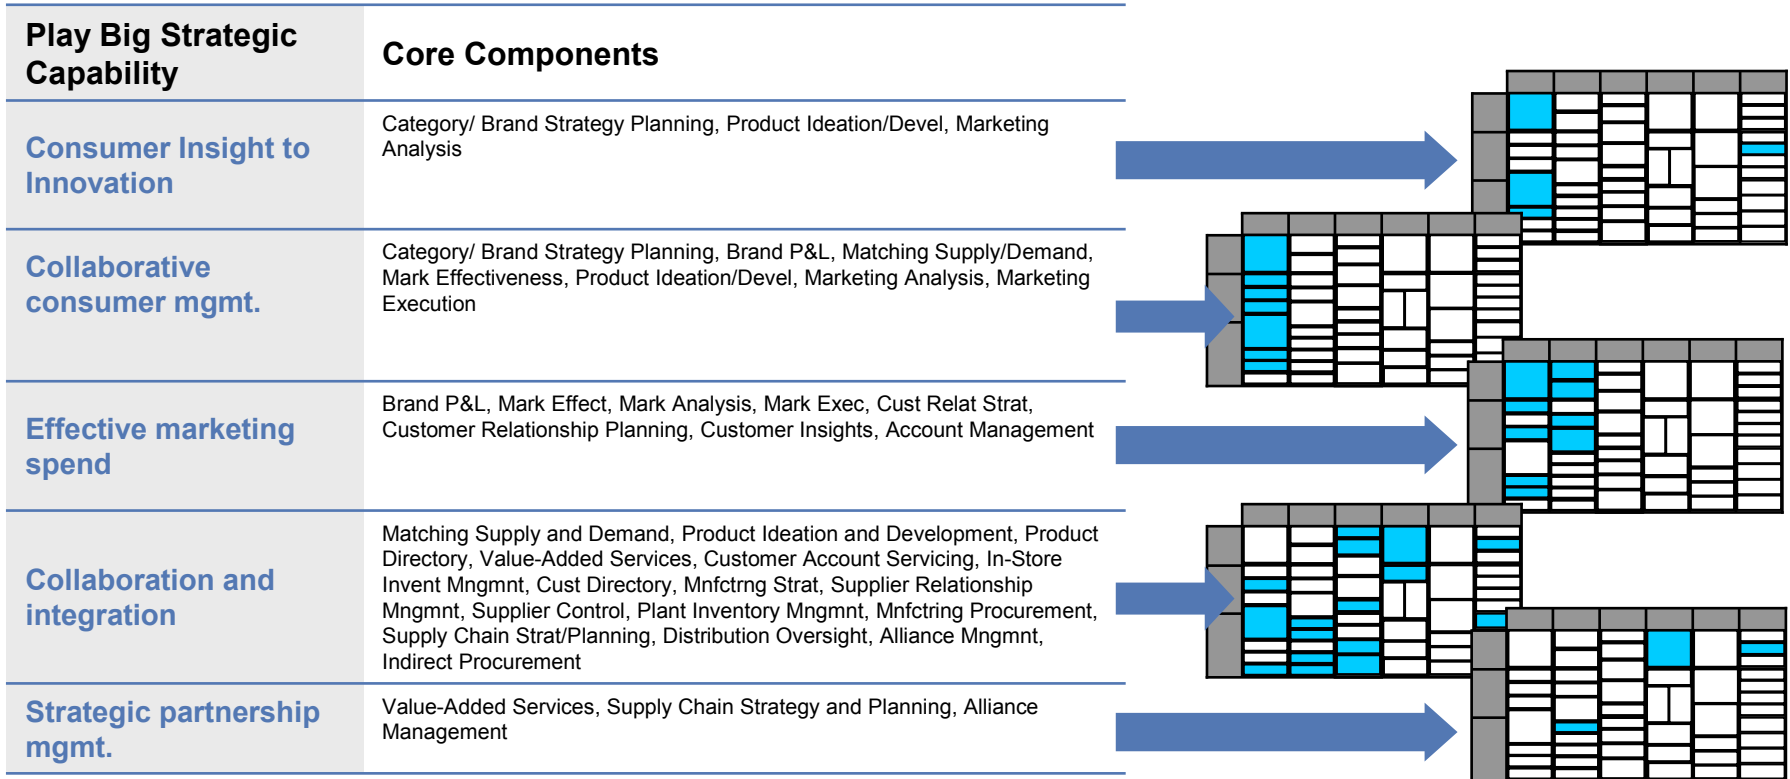 Play Big Strategic
Capability
Core Components
Consumer Insight to
Innovation
Category/ Brand Strategy Planning, Product Ideation/Devel, Marketing
Analysis
Collaborative
consumer mgmt.
Category/ Brand Strategy Planning, Brand P&L, Matching Supply/Demand,
Mark Effectiveness, Product Ideation/Devel, Marketing Analysis, Marketing
Execution
Effective marketing
spend
Brand P&L, Mark Effect, Mark Analysis, Mark Exec, Cust Relat Strat,
Customer Relationship Planning, Customer Insights, Account Management
Collaboration and
integration
Matching Supply and Demand, Product Ideation and Development, Product
Directory, Value-Added Services, Customer Account Servicing, In-Store
Invent Mngmnt, Cust Directory, Mnfctrng Strat, Supplier Relationship
Mngmnt, Supplier Control, Plant Inventory Mngmnt, Mnfctring Procurement,
Supply Chain Strat/Planning, Distribution Oversight, Alliance Mngmnt,
Indirect Procurement
Strategic partnership
mgmt.
Value-Added Services, Supply Chain Strategy and Planning, Alliance
Management